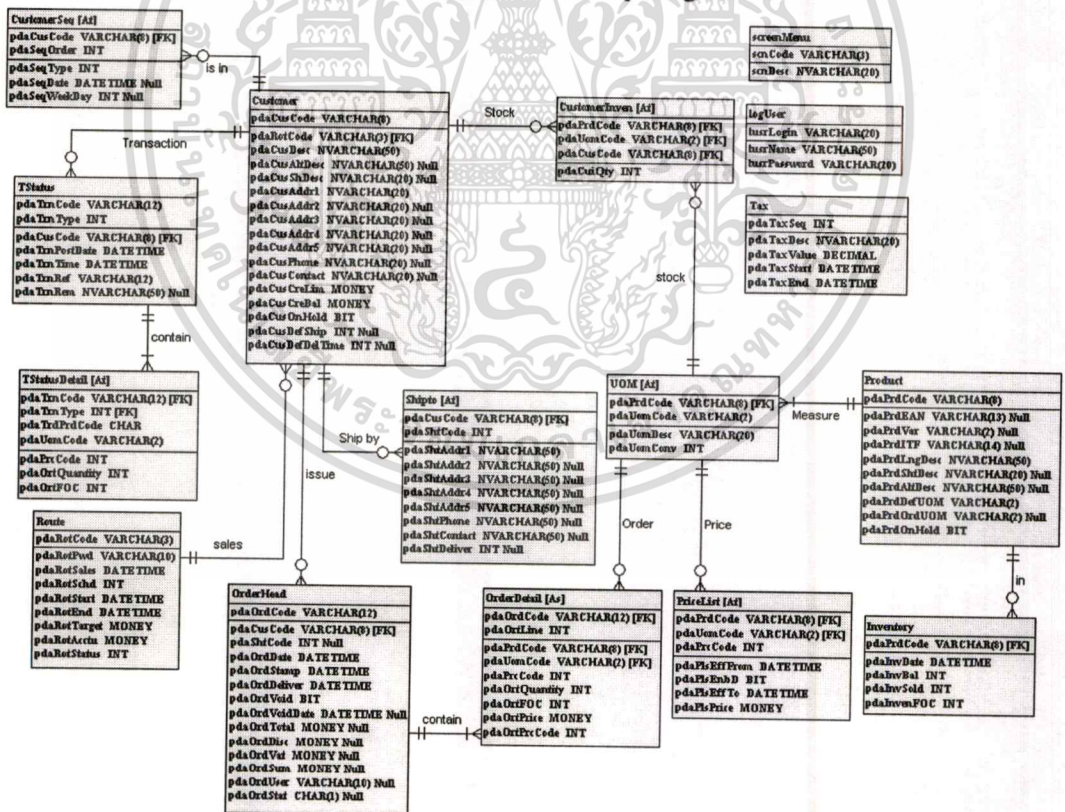 CustomerSeq [At]
pdaCusCode VARCHAR(8) [FK]
pdaSeqOrder INT
pdaSeqType INT
pdaSeqDate DATETIME Null
pdaSeqWeekDay INT Null
is in
Customer
pdaCusCode VARCHAR(8)
pdaRotCode VARCHAR(3) [FK]
pdaCusDesc NVARCHAR(50)
pdaCusAltDesc NVARCHAR(50) Null
pdaCusShDesc NVARCHAR(20) Null
pdaCusAddr1 NVARCHAR(20)
pdaCusAddr2 NVARCHAR(20) Null
pdaCusAddr3 NVARCHAR(20) Null
pdaCusAddr4 NVARCHAR(20) Null
pdaCusAddr5 NVARCHAR(20) Null
pdaCusPhone NVARCHAR(20) Null
pdaCusContact NVARCHAR(20) Null
pdaCusCreLim MONEY
pdaCusCreBal MONEY
pdaCusOnHold BIT
pdaCusDefShip INT Null
pdaCusDefDelTime INT Null
Stock
CustomerInven [At]
pdaPrdCode VARCHAR(8) [FK]
pdaUomCode VARCHAR(2) [FK]
pdaCusCode VARCHAR(8) [FK]
pdaCuiQty INT
screenMenu
scnCode VARCHAR(3)
scnDesc NVARCHAR(20)
logUser
lusrLogin VARCHAR(20)
lusrName VARCHAR(50)
lusrPassword VARCHAR(20)
Tax
pdaTaxSeq INT
pdaTaxDesc NVARCHAR(20)
pdaTaxValue DECIMAL
pdaTaxStart DATETIME
pdaTaxEnd DATETIME
Transaction
TStatus
pdaTrnCode VARCHAR(12)
pdaTrnType INT
pdaCusCode VARCHAR(8) [FK]
pdaTrnPostDate DATETIME
pdaTrnTime DATETIME
pdaTrnRef VARCHAR(12)
pdaTrnRem NVARCHAR(50) Null
contain
TStatusDetail [At]
pdaTrnCode VARCHAR(12) [FK]
pdaTrnType INT [FK]
pdaTrdPrdCode CHAR
pdaUomCode VARCHAR(2)
pdaPrcCode INT
pdaOrtQuantity INT
pdaOrtFOC INT
stock
Shipto [At]
pdaCusCode VARCHAR(8) [FK]
pdaShtCode INT
pdaShtAddr1 NVARCHAR(50)
pdaShtAddr2 NVARCHAR(50) Null
pdaShtAddr3 NVARCHAR(50) Null
pdaShtAddr4 NVARCHAR(50) Null
pdaShtAddr5 NVARCHAR(50) Null
pdaShtPhone NVARCHAR(50) Null
pdaShtContact NVARCHAR(50) Null
pdaShtDeliver INT Null
Ship by
issue
UOM [At]
pdaPrdCode VARCHAR(8) [FK]
pdaUomCode VARCHAR(2)
pdaUomDesc VARCHAR(20)
pdaUomConv INT
Measure
Product
pdaPrdCode VARCHAR(8)
pdaPrdEAN VARCHAR(13) Null
pdaPrdVar VARCHAR(2) Null
pdaPrdITF VARCHAR(14) Null
pdaPrdLngDesc NVARCHAR(50)
pdaPrdShtDesc NVARCHAR(20) Null
pdaPrdAltDesc NVARCHAR(50) Null
pdaPrdDefUOM VARCHAR(2)
pdaPrdOrdUOM VARCHAR(2) Null
pdaPrdOnHold BIT
Route
pdaRotCode VARCHAR(3)
pdaRotPwd VARCHAR(10)
pdaRotSales DATETIME
pdaRotSchd INT
pdaRotStart DATETIME
pdaRotEnd DATETIME
pdaRotTarget MONEY
pdaRotActtu MONEY
pdaRotStatus INT
sales
OrderHead
pdaOrdCode VARCHAR(12)
pdaCusCode VARCHAR(8) [FK]
pdaShtCode INT Null
pdaOrdDate DATETIME
pdaOrdStamp DATETIME
pdaOrdDeliver DATETIME
pdaOrdVoid BIT
pdaOrdVoidDate DATETIME Null
pdaOrdTotal MONEY Null
pdaOrdDisc MONEY Null
pdaOrdVat MONEY Null
pdaOrdSum MONEY Null
pdaOrdUser VARCHAR(10) Null
pdaOrdStat CHAR(1) Null
contain
Order
OrderDetail [As]
pdaOrdCode VARCHAR(12) [FK]
pdaOrtLine INT
pdaPrdCode VARCHAR(8) [FK]
pdaUomCode VARCHAR(2) [FK]
pdaPrcCode INT
pdaOrtQuantity INT
pdaOrtFOC INT
pdaOrtPrice MONEY
pdaOrtPrcCode INT
Price
PriceList [At]
pdaPrdCode VARCHAR(8) [FK]
pdaUomCode VARCHAR(2) [FK]
pdaPrcCode INT
pdaPlsEffFrom DATETIME
pdaPlsEnbD BIT
pdaPlsEffTo DATETIME
pdaPlsPrice MONEY
in
Inventory
pdaPrdCode VARCHAR(8) [FK]
pdaInvDate DATETIME
pdaInvBal INT
pdaInvSold INT
pdaInvenFOC INT